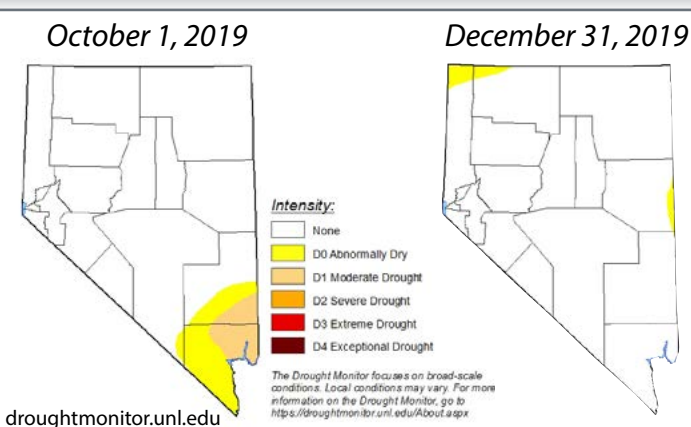 October 1, 2019
December 31, 2019
Intensity:
None
D0 Abnormally Dry
D1 Moderate Drought
D2 Severe Drought
D3 Extreme Drought
D4 Exceptional Drought
The Drought Monitor focuses on broad-scale
conditions. Local conditions may vary. For more
information on the Drought Monitor, go to
https://droughtmonitor.unl.edu/About.aspx
droughtmonitor.unl.edu